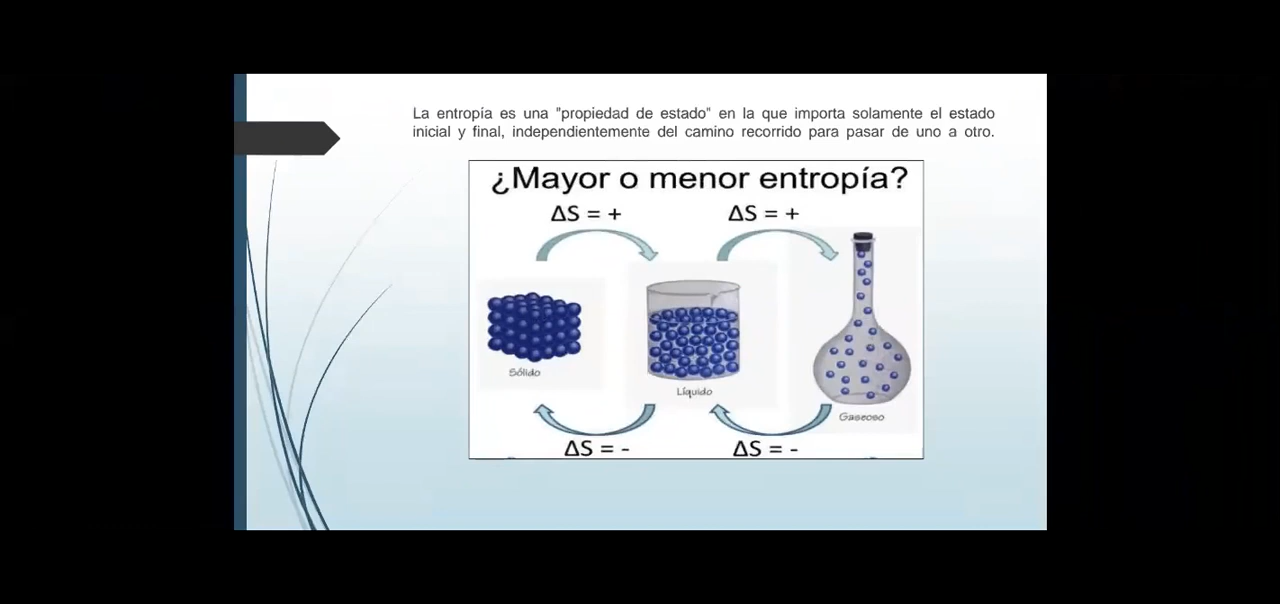 La entropía es una "propiedad de estado" en la que importa solamente el estado
inicial y final, independientemente del camino recorrido para pasar de uno a otro.
¿Mayor o menor entropía?
ΔS = +
ΔS = +
Sólido
Líquido
Gaseoso
ΔS = -
ΔS = -